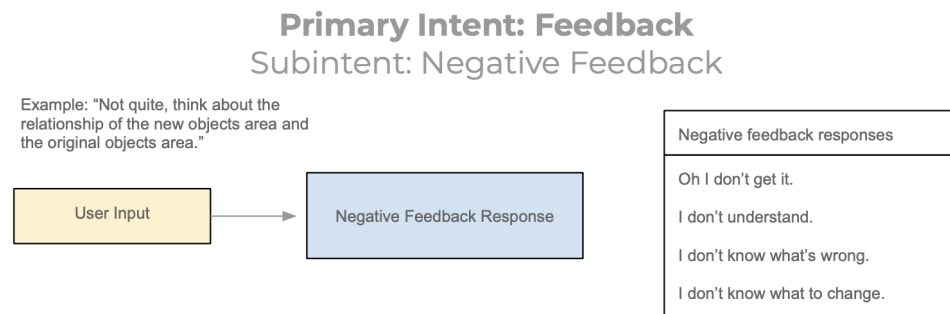 Primary Intent: Feedback
Subintent: Negative Feedback
Example: “Not quite, think about the
relationship of the new objects area and
the original objects area.”
User Input
Negative Feedback Response
Negative feedback responses
Oh I don’t get it.
I don’t understand.
I don’t know what’s wrong.
I don’t know what to change.